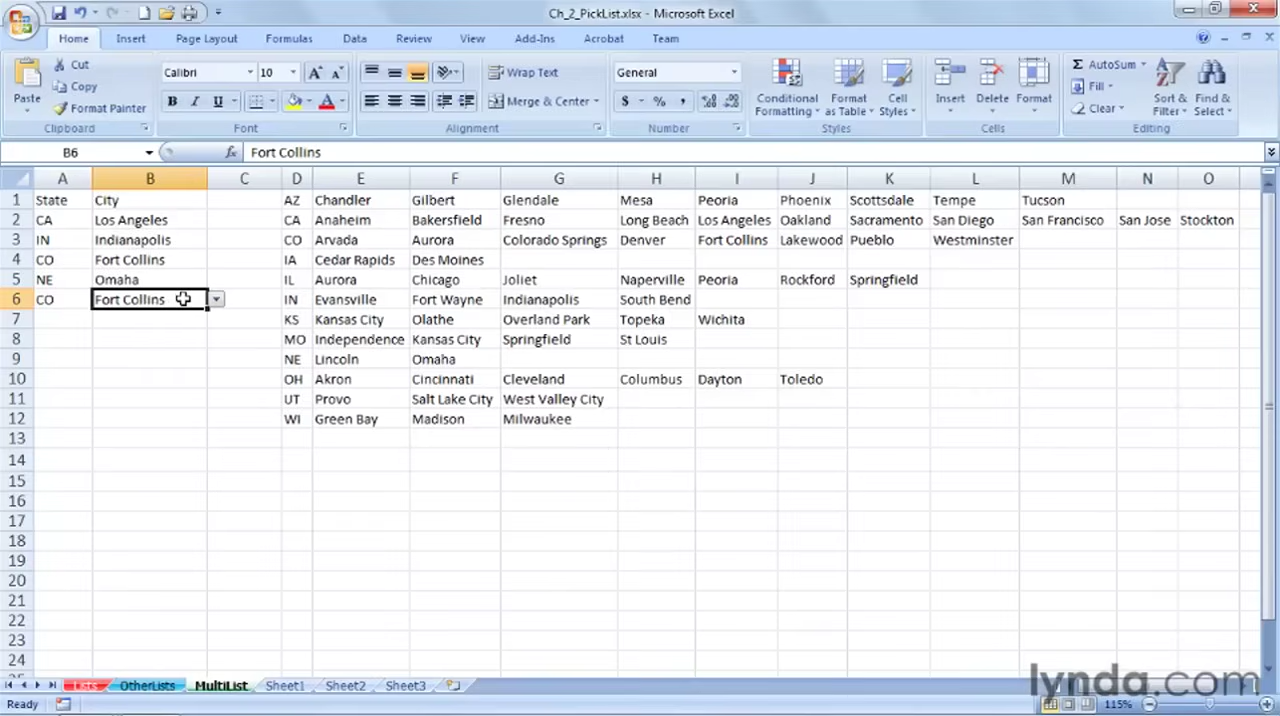 Ch_2_PickList.xlsx - Microsoft Excel
Home Insert Page Layout Formulas Data Review View Add-Ins Acrobat Team
Paste
Cut
Copy
Format Painter
Clipboard
Calibri 10
B I U
Font
Wrap Text
Merge & Center
Alignment
General
$ % ,
Number
Conditional Formatting
Format as Table
Cell Styles
Styles
Insert Delete Format
Cells
Σ AutoSum
Fill
Clear
Sort & Filter
Find & Select
Editing
B6 fx Fort Collins
A B C D E F G H I J K L M N O
1 State City AZ Chandler Gilbert Glendale Mesa Peoria Phoenix Scottsdale Tempe Tucson
2 CA Los Angeles CA Anaheim Bakersfield Fresno Long Beach Los Angeles Oakland Sacramento San Diego San Francisco San Jose Stockton
3 IN Indianapolis CO Arvada Aurora Colorado Springs Denver Fort Collins Lakewood Pueblo Westminster
4 CO Fort Collins IA Cedar Rapids Des Moines
5 NE Omaha IL Aurora Chicago Joliet Naperville Peoria Rockford Springfield
6 CO Fort Collins IN Evansville Fort Wayne Indianapolis South Bend
7 KS Kansas City Olathe Overland Park Topeka Wichita
8 MO Independence Kansas City Springfield St Louis
9 NE Lincoln Omaha
10 OH Akron Cincinnati Cleveland Columbus Dayton Toledo
11 UT Provo Salt Lake City West Valley City
12 WI Green Bay Madison Milwaukee
13
14
15
16
17
18
19
20
21
22
23
24
Lists OtherLists MultiList Sheet1 Sheet2 Sheet3
lynda.com
Ready 115%